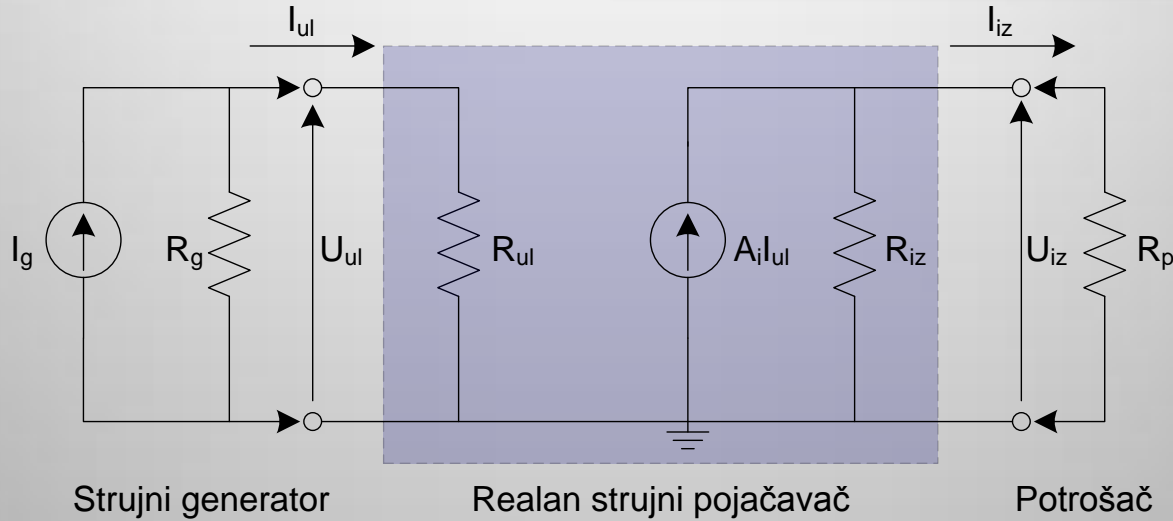 I_ul I_iz
I_g R_g U_ul R_ul A_iI_ul R_iz U_iz R_p
Strujni generator Realan strujni pojačavač Potrošač